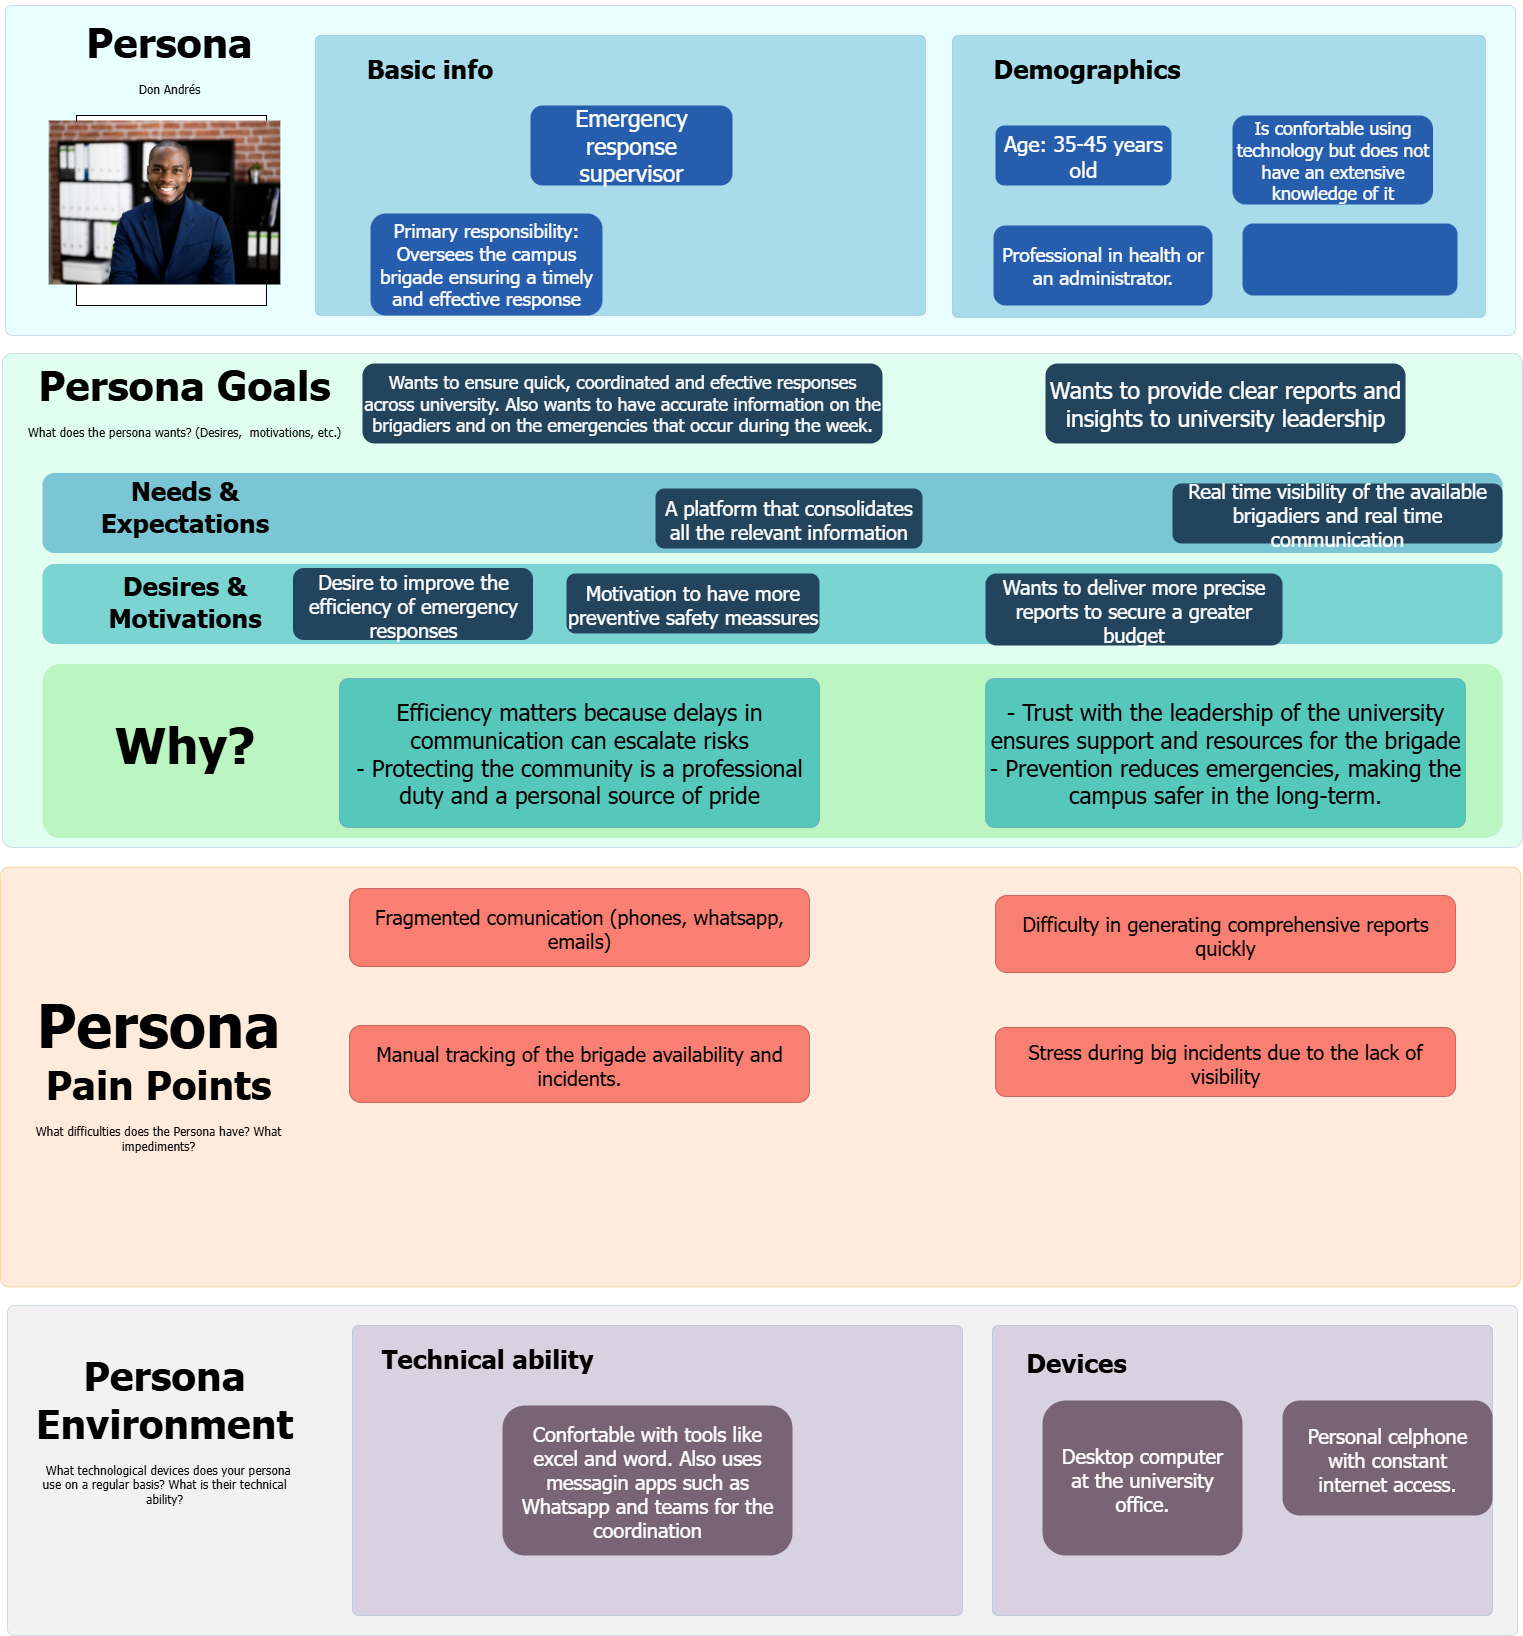 Persona
Don Andrés
Basic info
Emergency
response
supervisor
Primary responsibility:
Oversees the campus
brigade ensuring a timely
and effective response
Demographics
Age: 35-45 years
old
Is confortable using
technology but does not
have an extensive
knowledge of it
Professional in health or
an administrator.
Persona Goals
What does the persona wants? (Desires, motivations, etc.)
Wants to ensure quick, coordinated and efective responses
across university. Also wants to have accurate information on the
brigadiers and on the emergencies that occur during the week.
Wants to provide clear reports and
insights to university leadership
Needs &
Expectations
A platform that consolidates
all the relevant information
Real time visibility of the available
brigadiers and real time
communication
Desires &
Motivations
Desire to improve the
efficiency of emergency
responses
Motivation to have more
preventive safety meassures
Wants to deliver more precise
reports to secure a greater
budget
Why?
Efficiency matters because delays in
communication can escalate risks
- Protecting the community is a professional
duty and a personal source of pride
- Trust with the leadership of the university
ensures support and resources for the brigade
- Prevention reduces emergencies, making the
campus safer in the long-term.
Persona
Pain Points
What difficulties does the Persona have? What
impediments?
Fragmented comunication (phones, whatsapp,
emails)
Difficulty in generating comprehensive reports
quickly
Manual tracking of the brigade availability and
incidents.
Stress during big incidents due to the lack of
visibility
Persona
Environment
What technological devices does your persona
use on a regular basis? What is their technical
ability?
Technical ability
Confortable with tools like
excel and word. Also uses
messagin apps such as
Whatsapp and teams for the
coordination
Devices
Desktop computer
at the university
office.
Personal celphone
with constant
internet access.